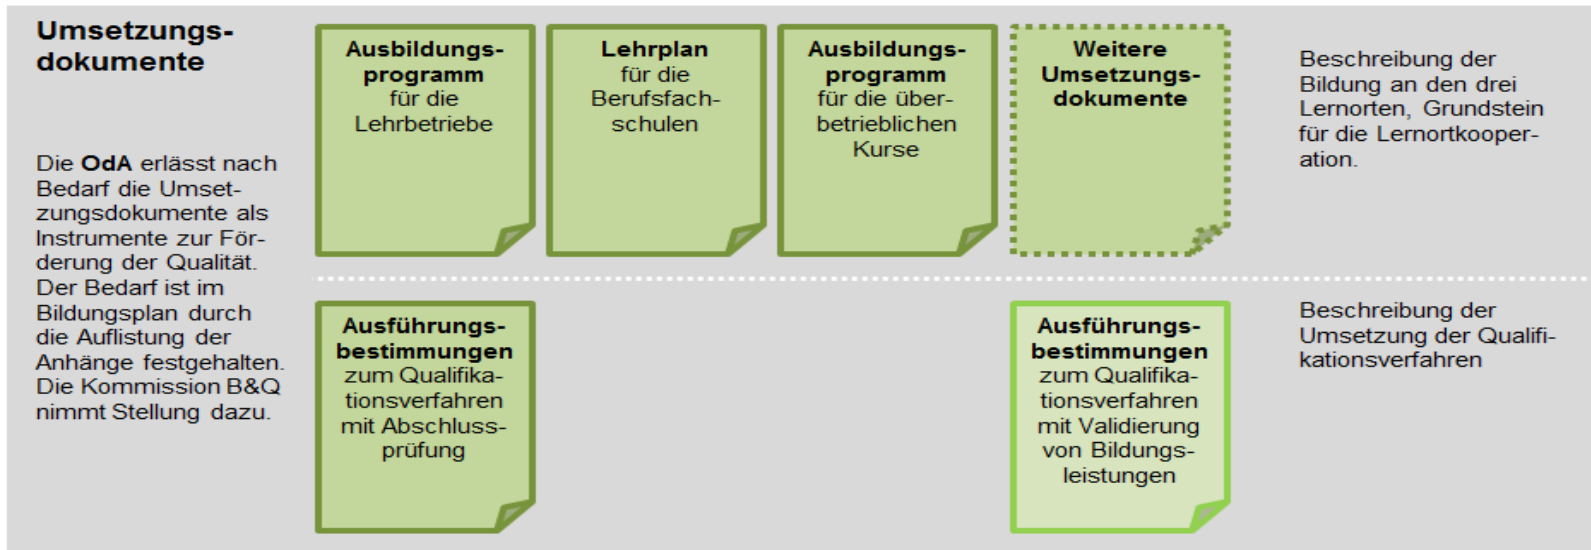 Umsetzungs-
dokumente
Die OdA erlässt nach
Bedarf die Umset-
zungsdokumente als
Instrumente zur För-
derung der Qualität.
Der Bedarf ist im
Bildungsplan durch
die Auflistung der
Anhänge festgehalten.
Die Kommission B&Q
nimmt Stellung dazu.
Ausbildungs-
programm
für die
Lehrbetriebe
Lehrplan
für die
Berufsfach-
schulen
Ausbildungs-
programm
für die über-
betrieblichen
Kurse
Weitere
Umsetzungs-
dokumente
Beschreibung der
Bildung an den drei
Lernorten, Grundstein
für die Lernortkooper-
ation.
Ausführungs-
bestimmungen
zum Qualifika-
tionsverfahren
mit Abschluss-
prüfung
Ausführungs-
bestimmungen
zum Qualifika-
tionsverfahren
mit Validierung
von Bildungs-
leistungen
Beschreibung der
Umsetzung der Qualifi-
kationsverfahren